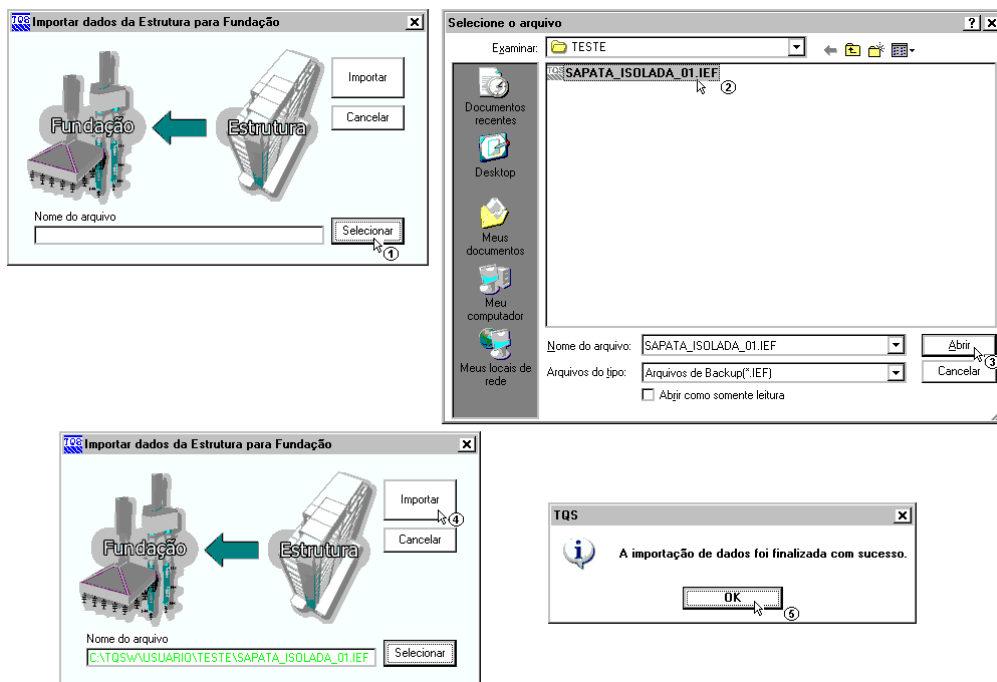 TQS Importar dados da Estrutura para Fundação
Importar
Cancelar
Fundação
Estrutura
Nome do arquivo
Selecionar
1
Selecione o arquivo
Examinar: TESTE
SAPATA_ISOLADA_01.IEF
2
Documentos
recentes
Desktop
Meus
documentos
Meu
computador
Meus locais de
rede
Nome do arquivo: SAPATA_ISOLADA_01.IEF Abrir
3
Arquivos do tipo: Arquivos de Backup(*.IEF) Cancelar
Abrir como somente leitura
TQS Importar dados da Estrutura para Fundação
Importar
4
Cancelar
Fundação
Estrutura
Nome do arquivo
C:\TQSW\USUARIO\TESTE\SAPATA_ISOLADA_01.IEF Selecionar
TQS
A importação de dados foi finalizada com sucesso.
OK
5